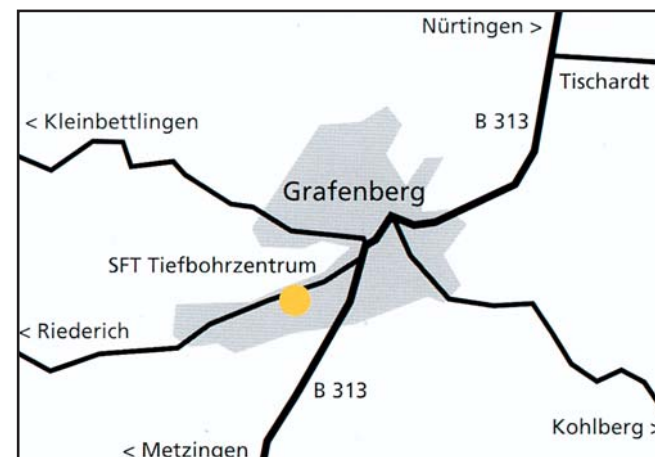 Nürtingen >
Tischardt
< Kleinbettlingen
B 313
Grafenberg
SFT Tiefbohrzentrum
< Riederich
B 313
Kohlberg >
< Metzingen